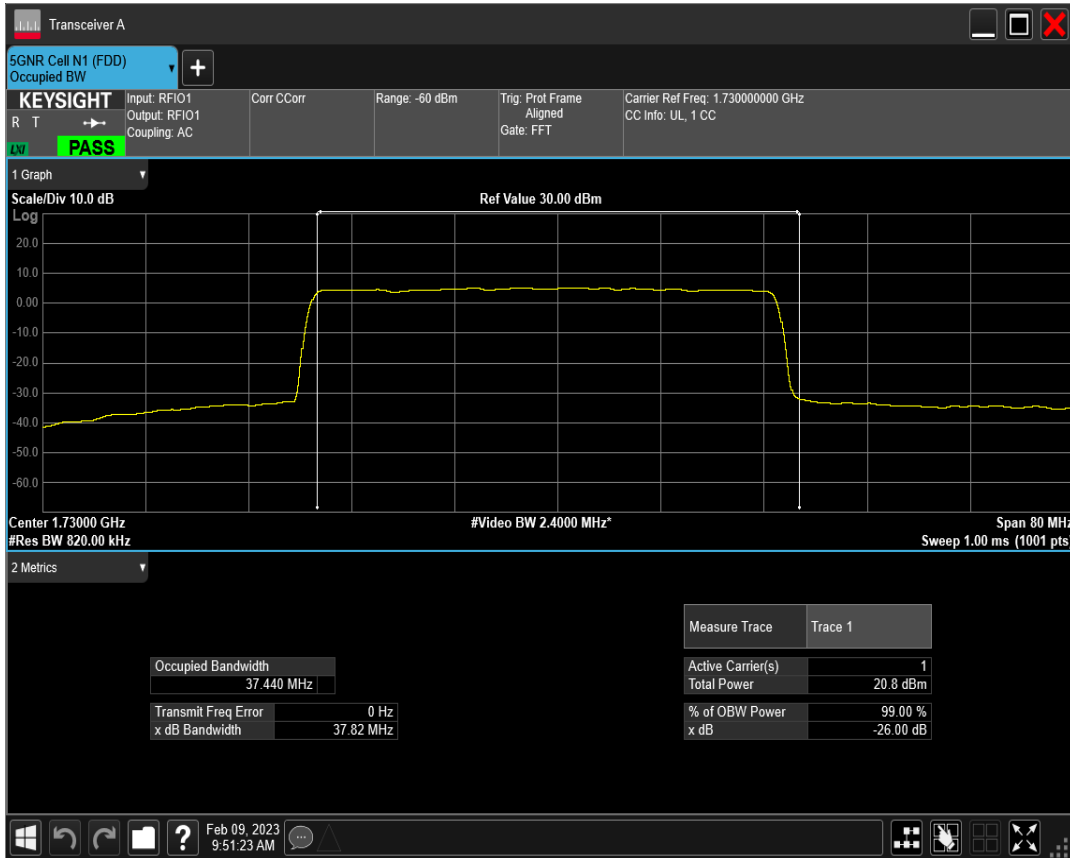 Transceiver A
5GNR Cell N1 (FDD)
Occupied BW
+
KEYSIGHT
R T
LXI
PASS
Input: RFIO1
Output: RFIO1
Coupling: AC
Corr CCorr
Range: -60 dBm
Trig: Prot Frame
Aligned
Gate: FFT
Carrier Ref Freq: 1.730000000 GHz
CC Info: UL, 1 CC
1 Graph
Scale/Div 10.0 dB
Ref Value 30.00 dBm
Log
20.0
10.0
0.00
-10.0
-20.0
-30.0
-40.0
-50.0
-60.0
Center 1.73000 GHz
#Video BW 2.4000 MHz*
Span 80 MHz
#Res BW 820.00 kHz
Sweep 1.00 ms (1001 pts)
2 Metrics
Measure Trace Trace 1
Occupied Bandwidth
37.440 MHz
Active Carrier(s) 1
Total Power 20.8 dBm
Transmit Freq Error 0 Hz
x dB Bandwidth 37.82 MHz
% of OBW Power 99.00 %
x dB -26.00 dB
?
Feb 09, 2023
9:51:23 AM